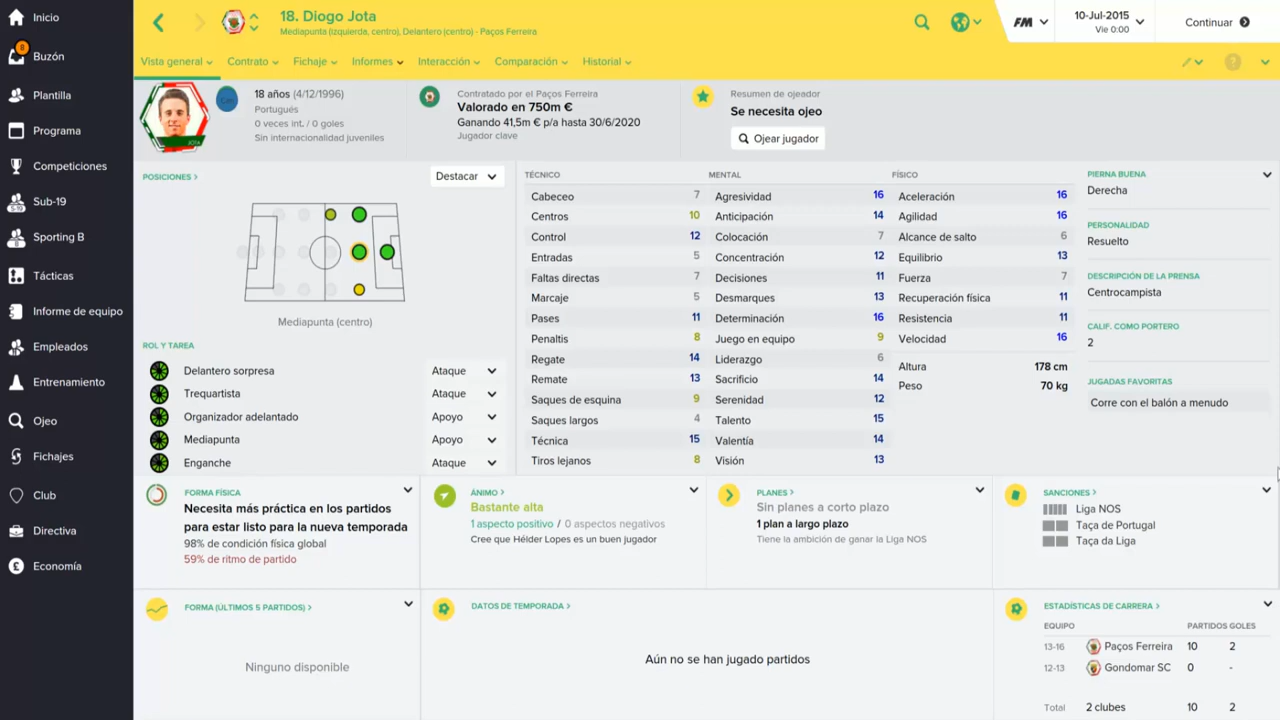 Inicio
8
Buzón
Plantilla
Programa
Competiciones
Sub-19
Sporting B
Tácticas
Informe de equipo
Empleados
Entrenamiento
Ojeo
Fichajes
Club
Directiva
Economía
18. Diogo Jota
Mediapunta (izquierda, centro), Delantero (centro) - Paços Ferreira
FM
10-Jul-2015
Vie 0:00
Continuar
Vista general
Contrato
Fichaje
Informes
Interacción
Comparación
Historial
?
JOTA
18 años (4/12/1996)
Portugués
0 veces int. / 0 goles
Sin internacionalidad juveniles
Contratado por el Paços Ferreira
Valorado en 750m €
Ganando 41,5m € p/a hasta 30/6/2020
Jugador clave
Resumen de ojeador
Se necesita ojeo
Ojear jugador
POSICIONES >
Destacar
Mediapunta (centro)
ROL Y TAREA
Delantero sorpresa Ataque
Trequartista Ataque
Organizador adelantado Apoyo
Mediapunta Apoyo
Enganche Ataque
TÉCNICO
Cabeceo 7
Centros 10
Control 12
Entradas 5
Faltas directas 7
Marcaje 5
Pases 11
Penaltis 8
Regate 14
Remate 13
Saques de esquina 9
Saques largos 4
Técnica 15
Tiros lejanos 8
MENTAL
Agresividad 16
Anticipación 14
Colocación 7
Concentración 12
Decisiones 11
Desmarques 13
Determinación 16
Juego en equipo 9
Liderazgo 6
Sacrificio 14
Serenidad 12
Talento 15
Valentía 14
Visión 13
FÍSICO
Aceleración 16
Agilidad 16
Alcance de salto 6
Equilibrio 13
Fuerza 7
Recuperación física 11
Resistencia 11
Velocidad 16
Altura 178 cm
Peso 70 kg
PIERNA BUENA
Derecha
PERSONALIDAD
Resuelto
DESCRIPCIÓN DE LA PRENSA
Centrocampista
CALIF. COMO PORTERO
2
JUGADAS FAVORITAS
Corre con el balón a menudo
FORMA FÍSICA
Necesita más práctica en los partidos
para estar listo para la nueva temporada
98% de condición física global
59% de ritmo de partido
ÁNIMO >
Bastante alta
1 aspecto positivo / 0 aspectos negativos
Cree que Hélder Lopes es un buen jugador
PLANES >
Sin planes a corto plazo
1 plan a largo plazo
Tiene la ambición de ganar la Liga NOS
SANCIONES >
Liga NOS
Taça de Portugal
Taça da Liga
FORMA (ÚLTIMOS 5 PARTIDOS) >
Ninguno disponible
DATOS DE TEMPORADA >
Aún no se han jugado partidos
ESTADÍSTICAS DE CARRERA >
EQUIPO PARTIDOS GOLES
13-16 Paços Ferreira 10 2
12-13 Gondomar SC 0 -
Total 2 clubes 10 2